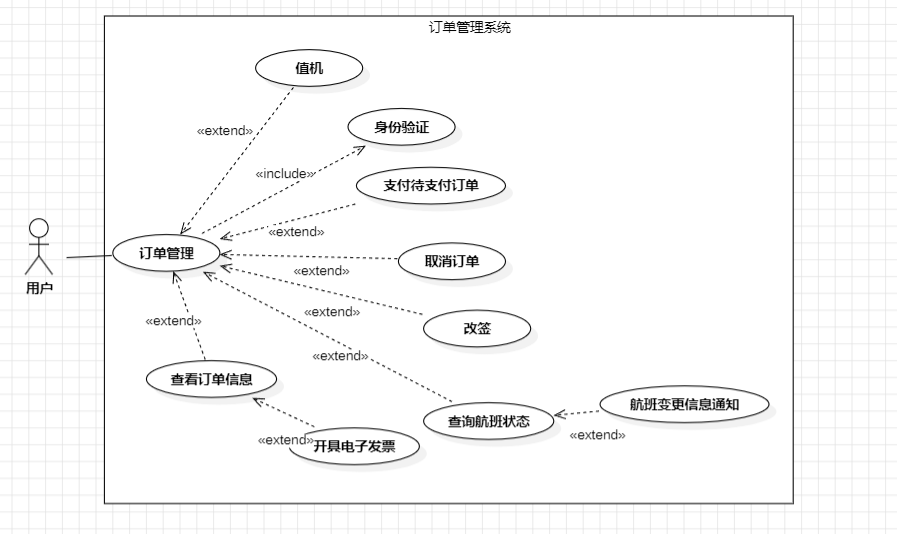 订单管理系统
值机
«extend»
身份验证
«include»
支付待支付订单
«extend»
用户
订单管理
取消订单
«extend»
«extend»
改签
«extend»
«extend»
查看订单信息
查询航班状态
航班变更信息通知
«extend»
«extend»
开具电子发票